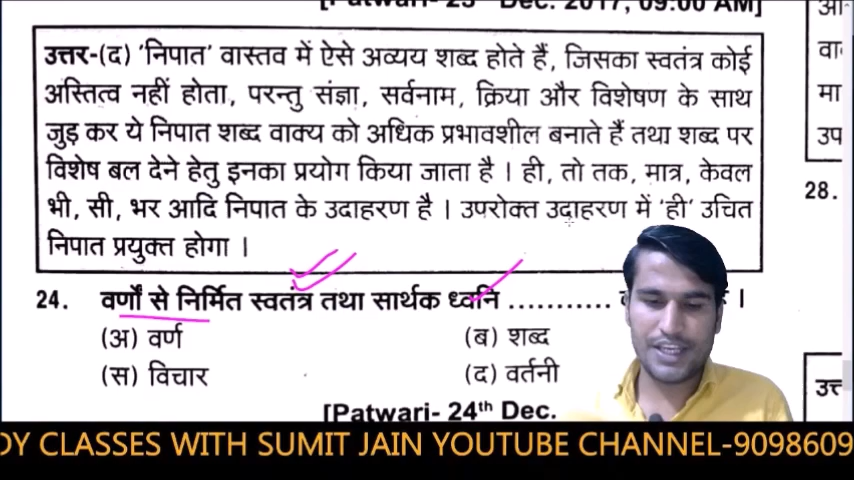 [Patwari- 25th Dec. 2017, 09:00 AM]
उत्तर-(द) 'निपात' वास्तव में ऐसे अव्यय शब्द होते हैं, जिसका स्वतंत्र कोई
अस्तित्व नहीं होता, परन्तु संज्ञा, सर्वनाम, क्रिया और विशेषण के साथ
जुड़ कर ये निपात शब्द वाक्य को अधिक प्रभावशील बनाते हैं तथा शब्द पर
विशेष बल देने हेतु इनका प्रयोग किया जाता है । ही, तो तक, मात्र, केवल
भी, सी, भर आदि निपात के उदाहरण है । उपरोक्त उदाहरण में 'ही' उचित
निपात प्रयुक्त होगा ।
24. वर्णों से निर्मित स्वतंत्र तथा सार्थक ध्वनि ........... है ।
(अ) वर्ण (ब) शब्द
(स) विचार (द) वर्तनी
[Patwari- 24th Dec.
28.
DY CLASSES WITH SUMIT JAIN YOUTUBE CHANNEL-9098609